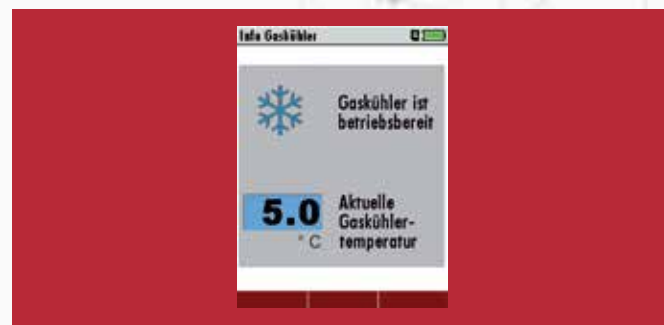 Info Gaskühler
Gaskühler ist
betriebsbereit
5.0
° C
Aktuelle
Gaskühler-
temperatur